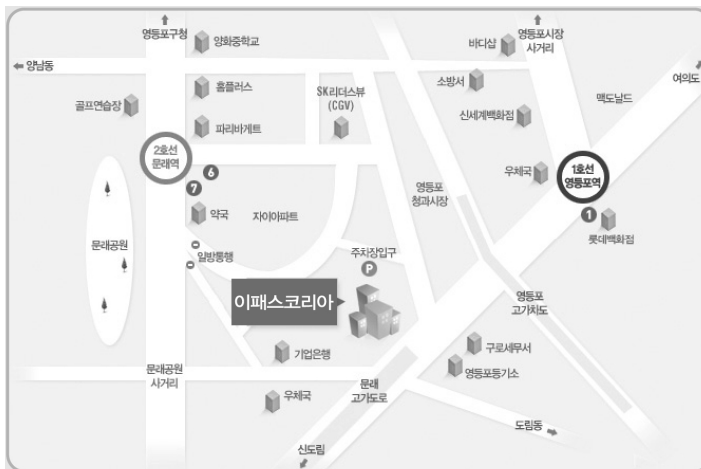 영등포구청
양화중학교
바디샵
영등포시장
사거리
양남동
홈플러스
소방서
여의도
SK리더스뷰
(CGV)
맥도날드
골프연습장
신세계백화점
파리바게트
2호선
문래역
우체국
1호선
영등포역
6
7
영등포
청과시장
1
약국
자이아파트
롯데백화점
문래공원
일방통행
주차장입구
P
이패스코리아
영등포
고가차도
기업은행
구로세무서
문래공원
사거리
영등포등기소
문래
고가도로
우체국
도림동
신도림